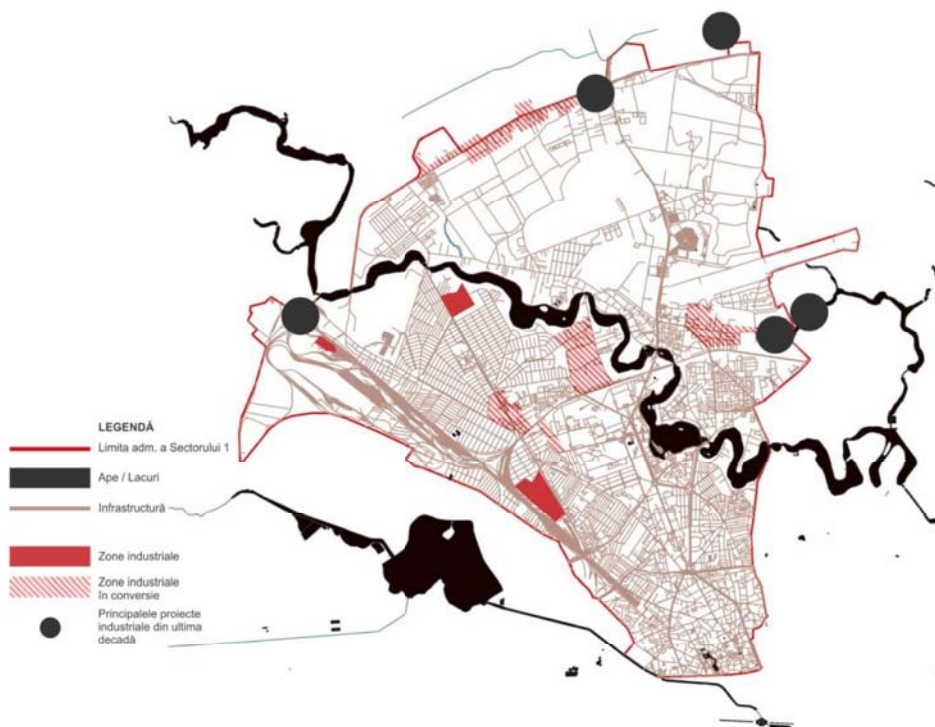 LEGENDĂ
Limita adm. a Sectorului 1
Ape / Lacuri
Infrastructură
Zone industriale
Zone industriale
În conversie
Principalele proiecte
industriale din ultima
decadă